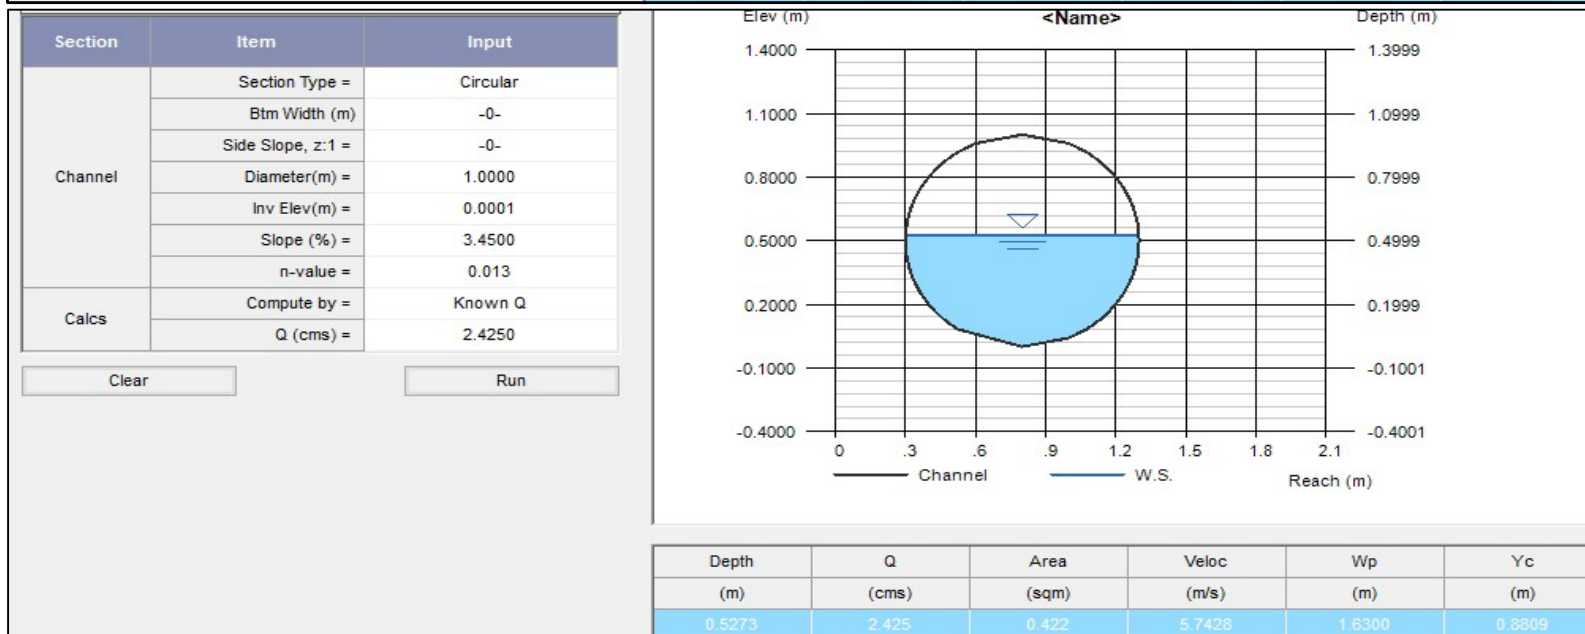 Section Item Input
Channel
Section Type = Circular
Btm Width (m) -0-
Side Slope, z:1 = -0-
Diameter(m) = 1.0000
Inv Elev(m) = 0.0001
Slope (%) = 3.4500
n-value = 0.013
Calcs
Compute by = Known Q
Q (cms) = 2.4250
Clear Run
Elev (m) <Name> Depth (m)
1.4000 1.3999
1.1000 1.0999
0.8000 0.7999
0.5000 0.4999
0.2000 0.1999
-0.1000 -0.1001
-0.4000 -0.4001
0 .3 .6 .9 1.2 1.5 1.8 2.1
Channel W.S. Reach (m)
Depth Q Area Veloc Wp Yc
(m) (cms) (sqm) (m/s) (m) (m)
0.5273 2.425 0.422 5.7428 1.6300 0.8809